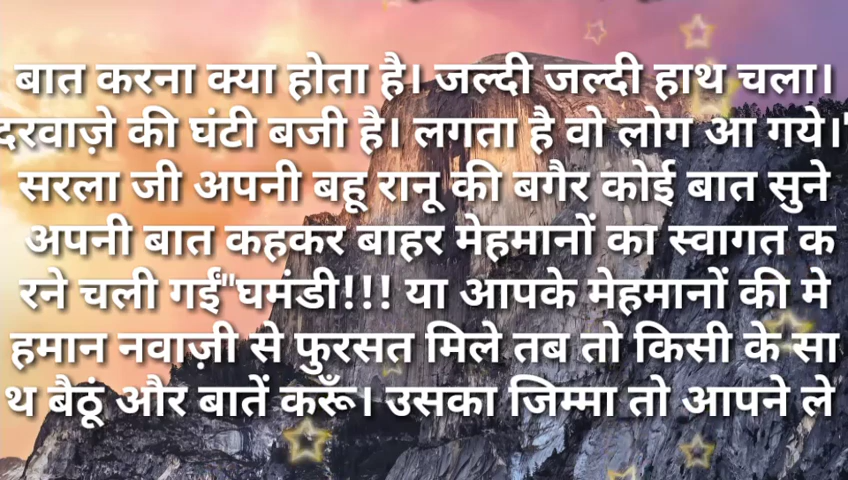 बात करना क्या होता है। जल्दी जल्दी हाथ चला।
दरवाज़े की घंटी बजी है। लगता है वो लोग आ गये।"
सरला जी अपनी बहू रानू की बगैर कोई बात सुने
अपनी बात कहकर बाहर मेहमानों का स्वागत क
रने चली गईं"घमंडी!!! या आपके मेहमानों की मे
हमान नवाज़ी से फुरसत मिले तब तो किसी के सा
थ बैठूं और बातें करूँ। उसका जिम्मा तो आपने ले